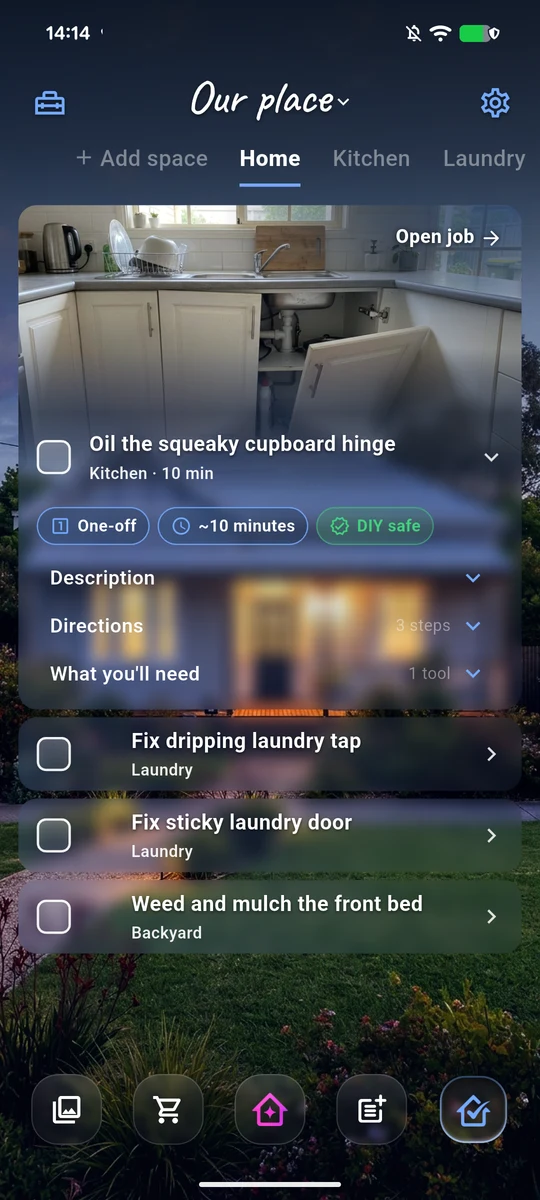 14:14
Our place
+ Add space
Home
Kitchen
Laundry
Open job →
Oil the squeaky cupboard hinge
Kitchen · 10 min
1 One-off
~10 minutes
DIY safe
Description
Directions
3 steps
What you'll need
1 tool
Fix dripping laundry tap
Laundry
Fix sticky laundry door
Laundry
Weed and mulch the front bed
Backyard